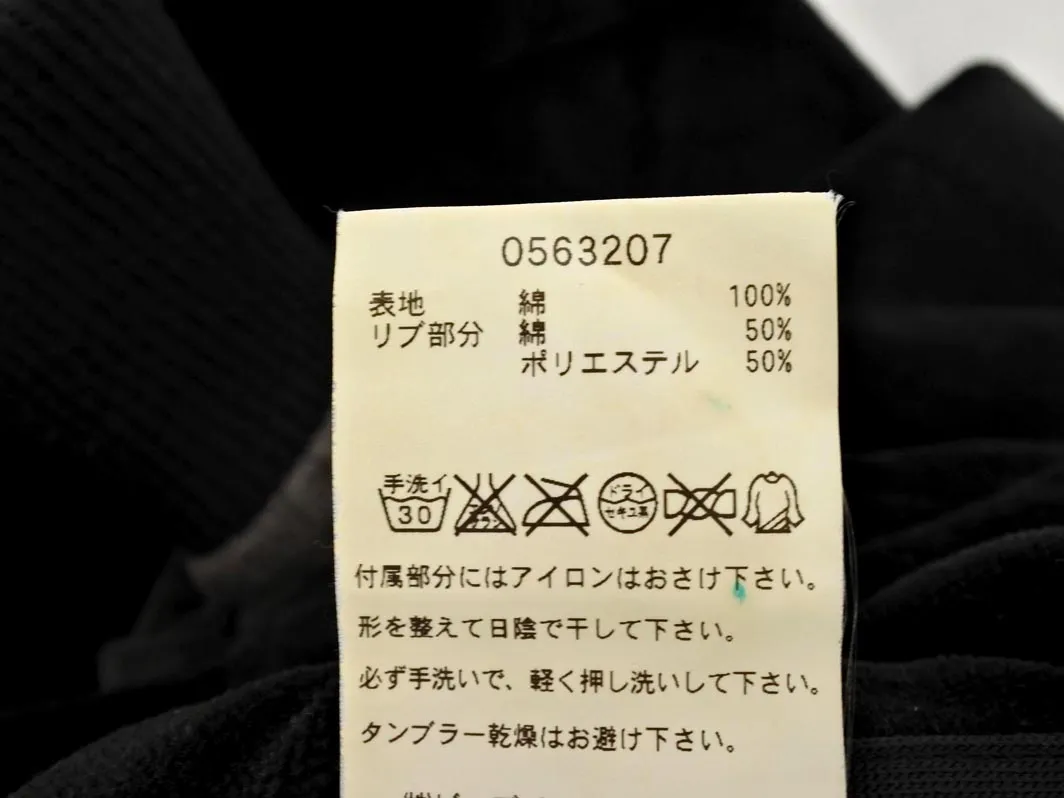 0563207
表地 綿 100%
リブ部分 綿 50%
ポリエステル 50%
手洗イ 30 ドライ セキユ系
付属部分にはアイロンはおさけ下さい。
形を整えて日陰で干して下さい。
必ず手洗いで、軽く押し洗いして下さい。
タンブラー乾燥はお避け下さい。